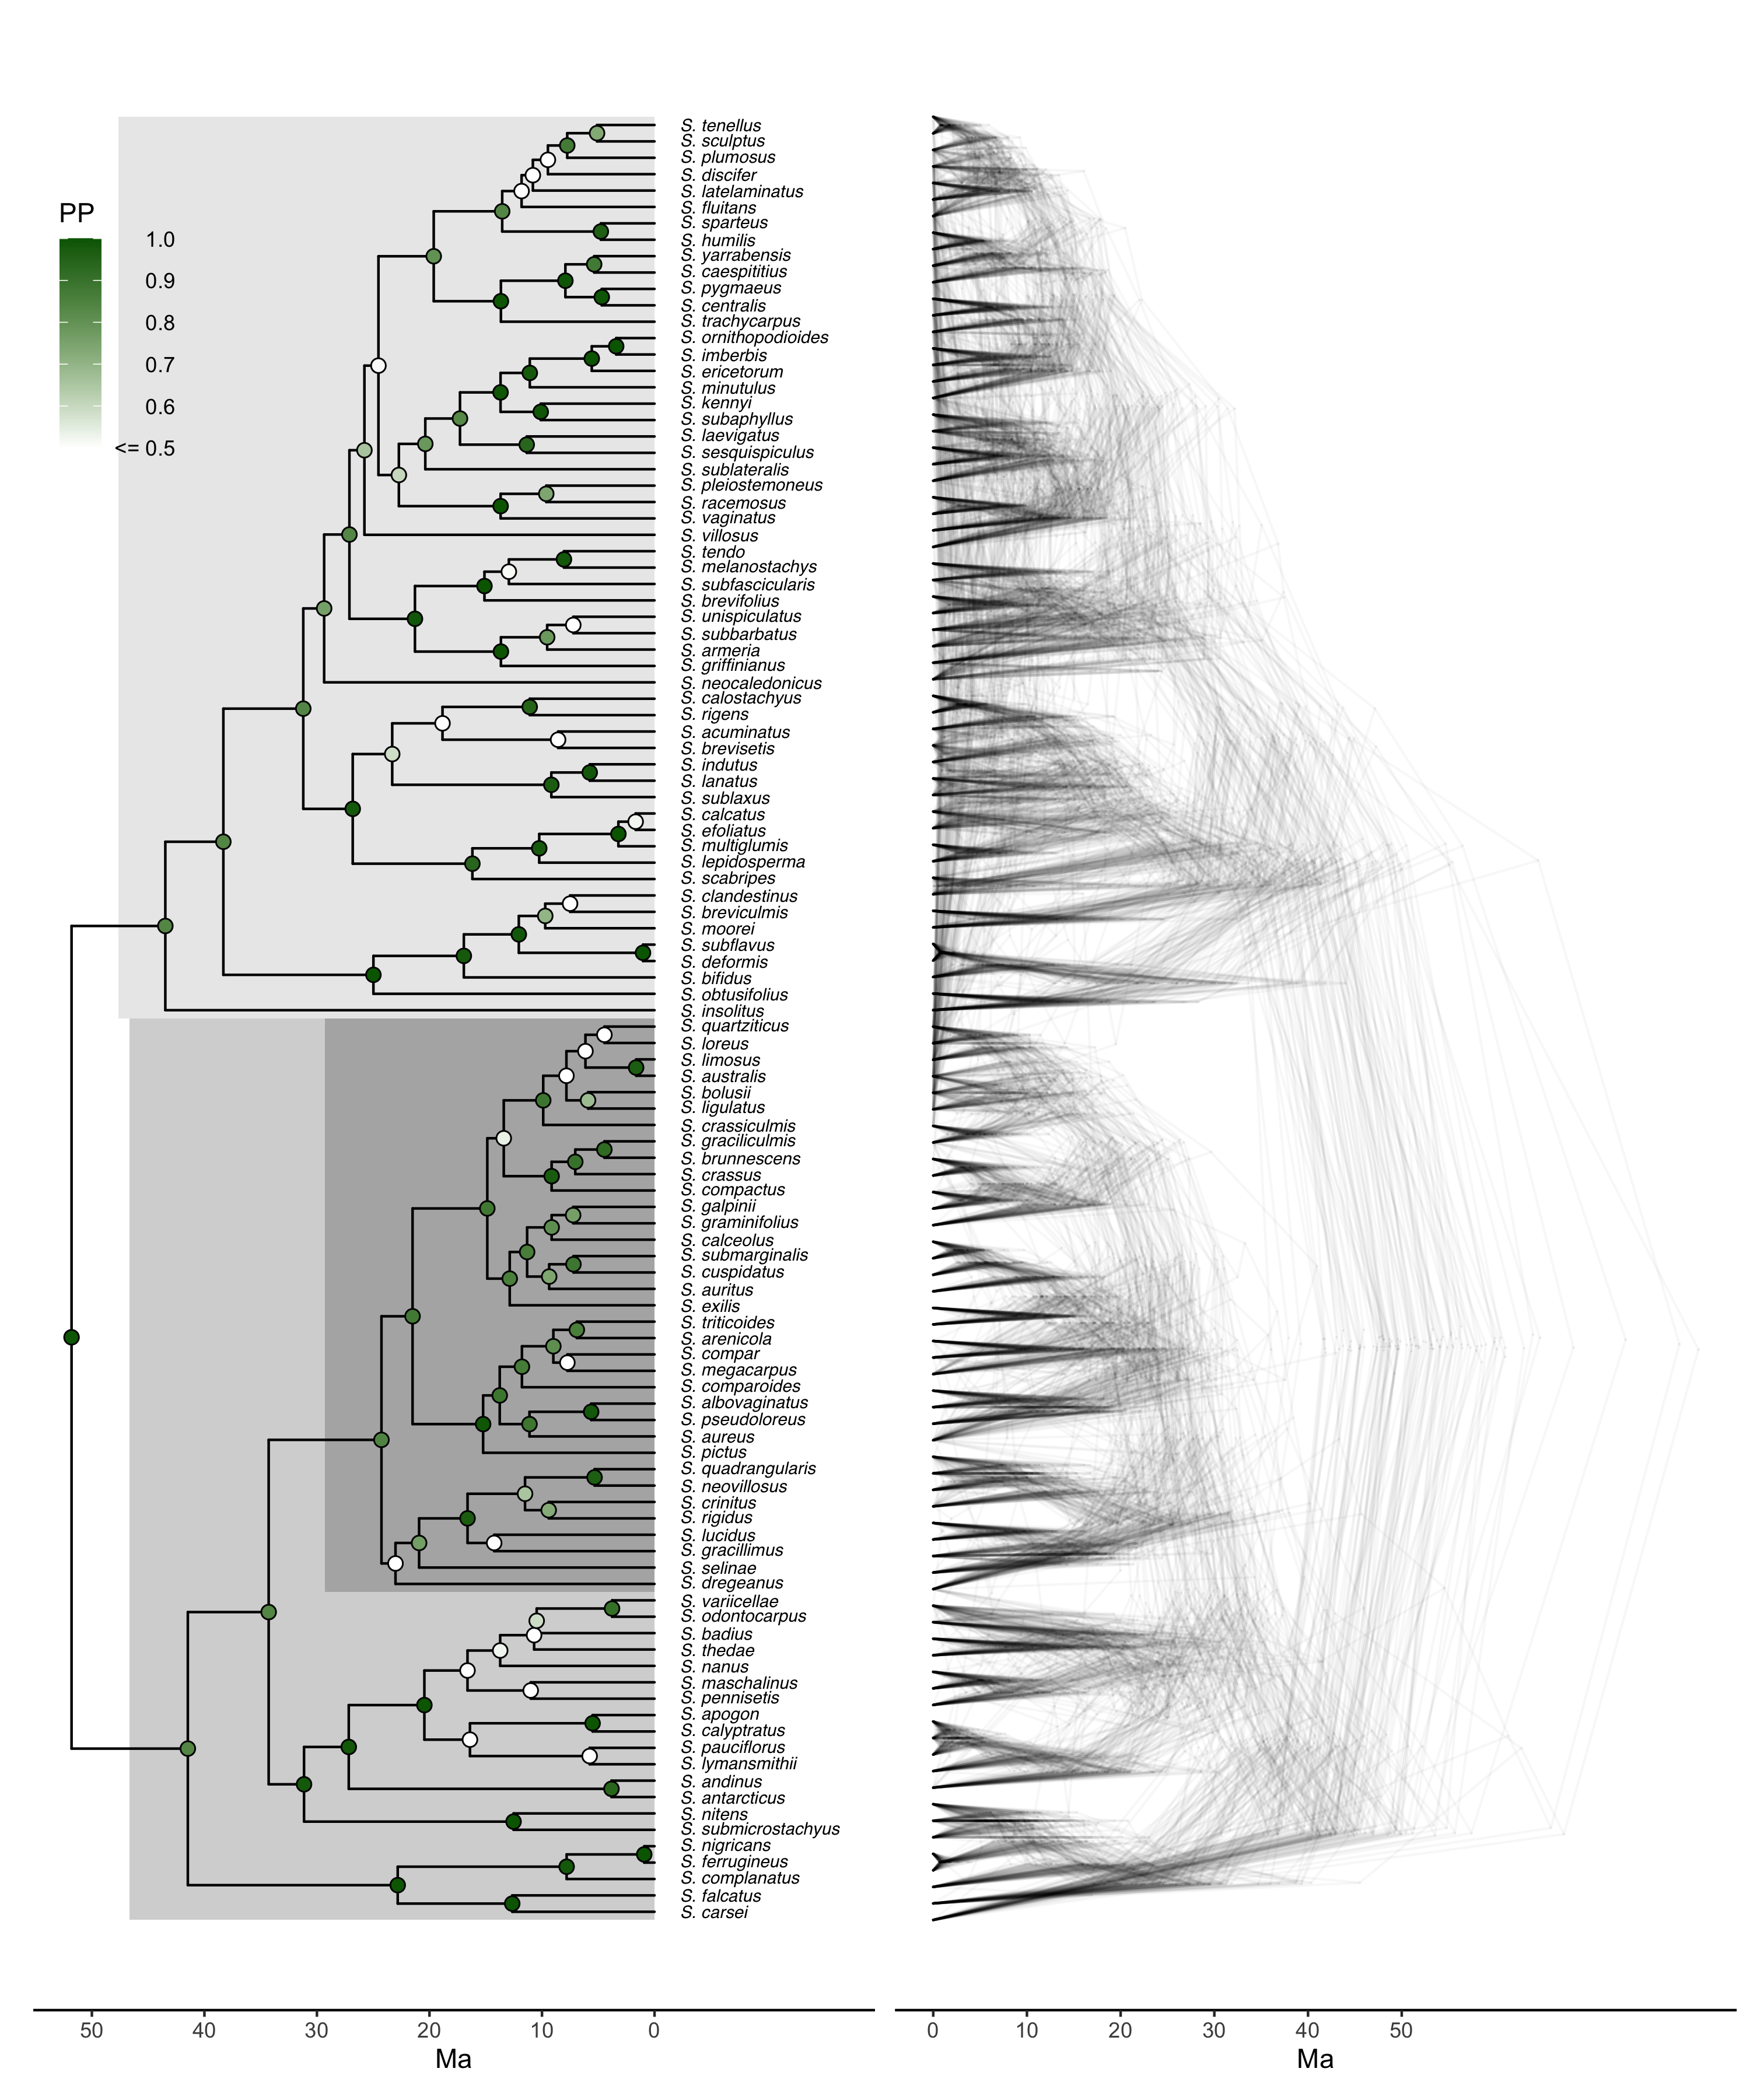 PP
1.0
0.9
0.8
0.7
0.6
<= 0.5
S. tenellus
S. sculptus
S. plumosus
S. discifer
S. latelaminatus
S. fluitans
S. sparteus
S. humilis
S. yarrabensis
S. caespititius
S. pygmaeus
S. centralis
S. trachycarpus
S. ornithopodioides
S. imberbis
S. ericetorum
S. minutulus
S. kennyi
S. subaphyllus
S. laevigatus
S. sesquispiculus
S. sublateralis
S. pleiostemoneus
S. racemosus
S. vaginatus
S. villosus
S. tendo
S. melanostachys
S. subfascicularis
S. brevifolius
S. unispiculatus
S. subbarbatus
S. armeria
S. griffinianus
S. neocaledonicus
S. calostachyus
S. rigens
S. acuminatus
S. brevisetis
S. indutus
S. lanatus
S. sublaxus
S. calcatus
S. efoliatus
S. multiglumis
S. lepidosperma
S. scabripes
S. clandestinus
S. breviculmis
S. moorei
S. subflavus
S. deformis
S. bifidus
S. obtusifolius
S. insolitus
S. quartziticus
S. loreus
S. limosus
S. australis
S. bolusii
S. ligulatus
S. crassiculmis
S. graciliculmis
S. brunnescens
S. crassus
S. compactus
S. galpinii
S. graminifolius
S. calceolus
S. submarginalis
S. cuspidatus
S. auritus
S. exilis
S. triticoides
S. arenicola
S. compar
S. megacarpus
S. comparoides
S. albovaginatus
S. pseudoloreus
S. aureus
S. pictus
S. quadrangularis
S. neovillosus
S. crinitus
S. rigidus
S. lucidus
S. gracillimus
S. selinae
S. dregeanus
S. variicellae
S. odontocarpus
S. badius
S. thedae
S. nanus
S. maschalinus
S. pennisetis
S. apogon
S. calyptratus
S. pauciflorus
S. lymansmithii
S. andinus
S. antarcticus
S. nitens
S. submicrostachyus
S. nigricans
S. ferrugineus
S. complanatus
S. falcatus
S. carsei
50 40 30 20 10 0
Ma
0 10 20 30 40 50
Ma